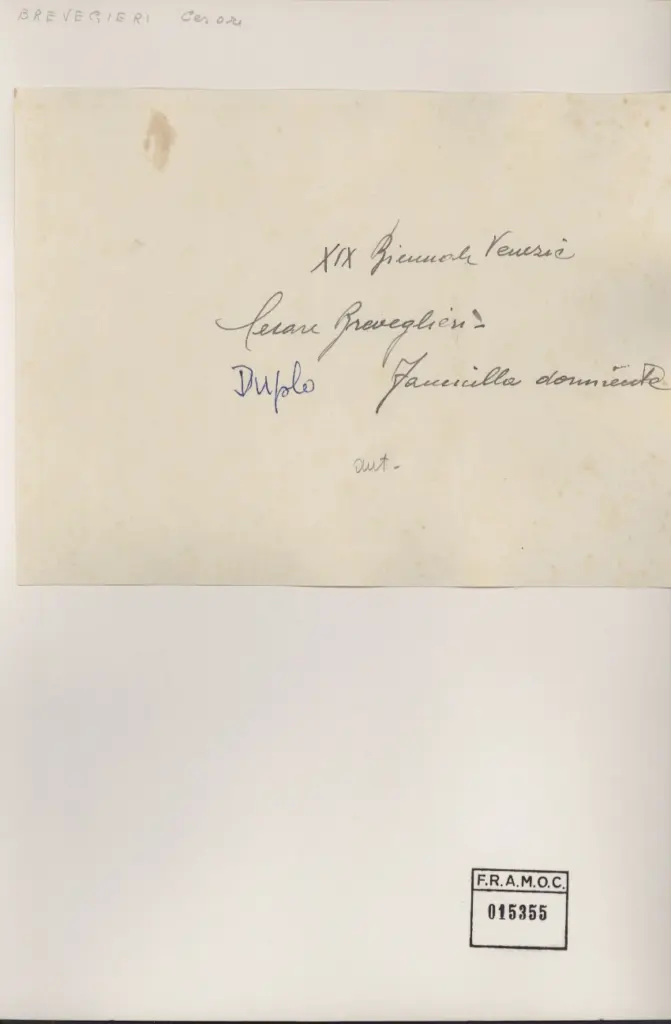 BREVEGIERI Cesare
XIX Biennale Venezia
Cesare Breveglieri -
Duplo Fanciulla dormiente
aut -
F.R.A.M.O.C.
015355